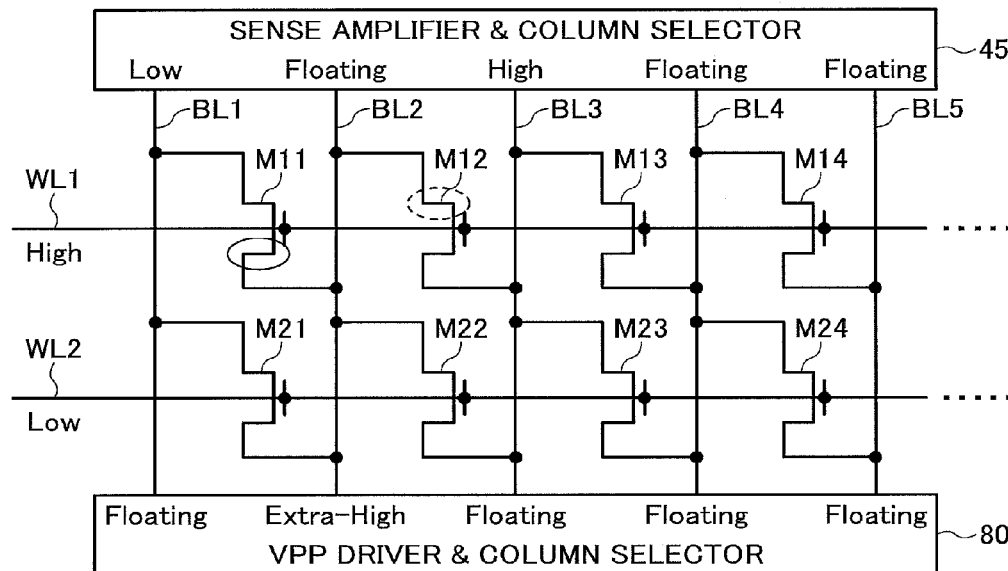 SENSE AMPLIFIER & COLUMN SELECTOR
Low Floating High Floating Floating
45
BL1 BL2 BL3 BL4 BL5
M11 M12 M13 M14
WL1
High
M21 M22 M23 M24
WL2
Low
Floating Extra-High Floating Floating Floating
VPP DRIVER & COLUMN SELECTOR
80